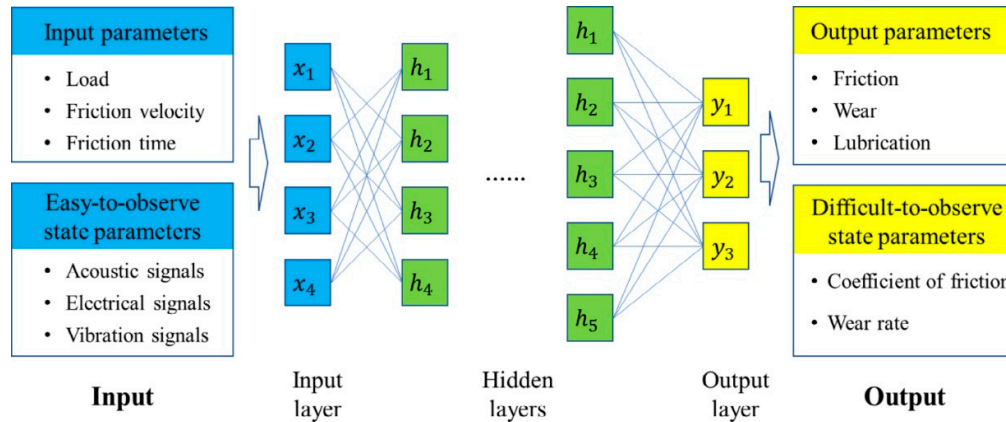 Input parameters
• Load
• Friction velocity
• Friction time
Easy-to-observe
state parameters
• Acoustic signals
• Elcctrical signals
• Vibration signals
Input
x₁
x₂
x₃
x₄
Input
layer
h₁
h₂
h₃
h₄
......
Hidden
layers
h₁
h₂
h₃
h₄
h₅
y₁
y₂
y₃
Output
layer
Output parameters
• Friction
• Wear
• Lubrication
Difficult-to-observe
state parameters
• Coefficient of friction
• Wear rate
Output